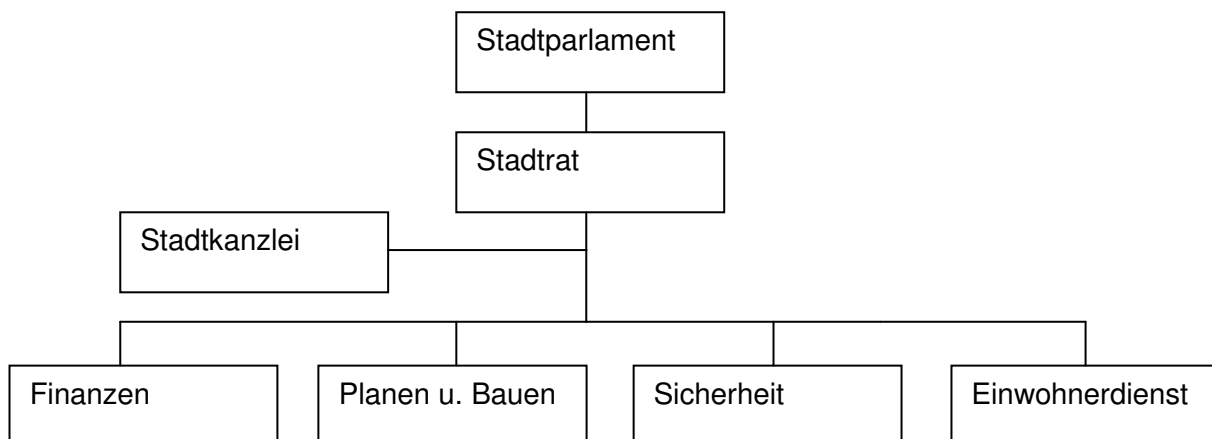 Stadtparlament
Stadtrat
Stadtkanzlei
Finanzen
Planen u. Bauen
Sicherheit
Einwohnerdienst